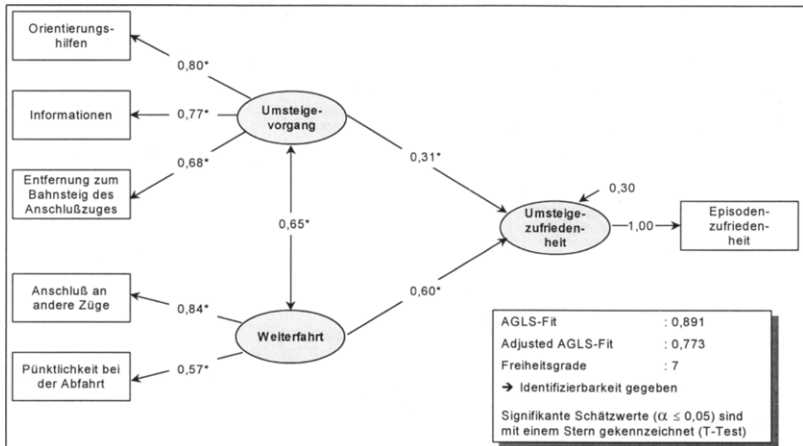 Orientierungs-
hilfen
0,80*
Informationen
0,77*
Umsteige-
vorgang
0,68*
0,31*
Entfernung zum
Bahnsteig des
Anschlußzuges
0,30
Umsteige-
zufrieden-
heit
1,00
Episoden-
zufrieden-
heit
0,65*
Anschluß an
andere Züge
0,84*
0,60*
Weiterfahrt
Pünktlichkeit bei
der Abfahrt
0,57*
AGLS-Fit : 0,891
Adjusted AGLS-Fit : 0,773
Freiheitsgrade : 7
➔ Identifizierbarkeit gegeben
Signifikante Schätzwerte (α ≤ 0,05) sind
mit einem Stern gekennzeichnet (T-Test)